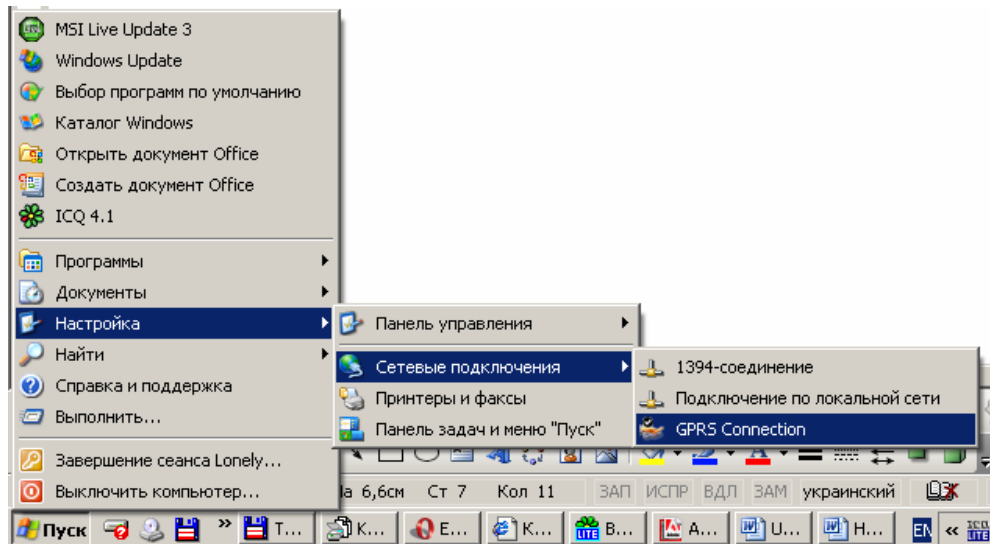 MSI Live Update 3
Windows Update
Выбор программ по умолчанию
Каталог Windows
Открыть документ Office
Создать документ Office
ICQ 4.1
Программы
Документы
Настройка
Найти
Справка и поддержка
Выполнить...
Завершение сеанса Lonely...
Выключить компьютер...
Панель управления
Сетевые подключения
Принтеры и факсы
Панель задач и меню "Пуск"
1394-соединение
Подключение по локальной сети
GPRS Connection
На 6,6см Ст 7 Кол 11 ЗАП ИСПР ВДЛ ЗАМ украинский
Пуск » T... K... E... K... B... A... U... Н... EN «